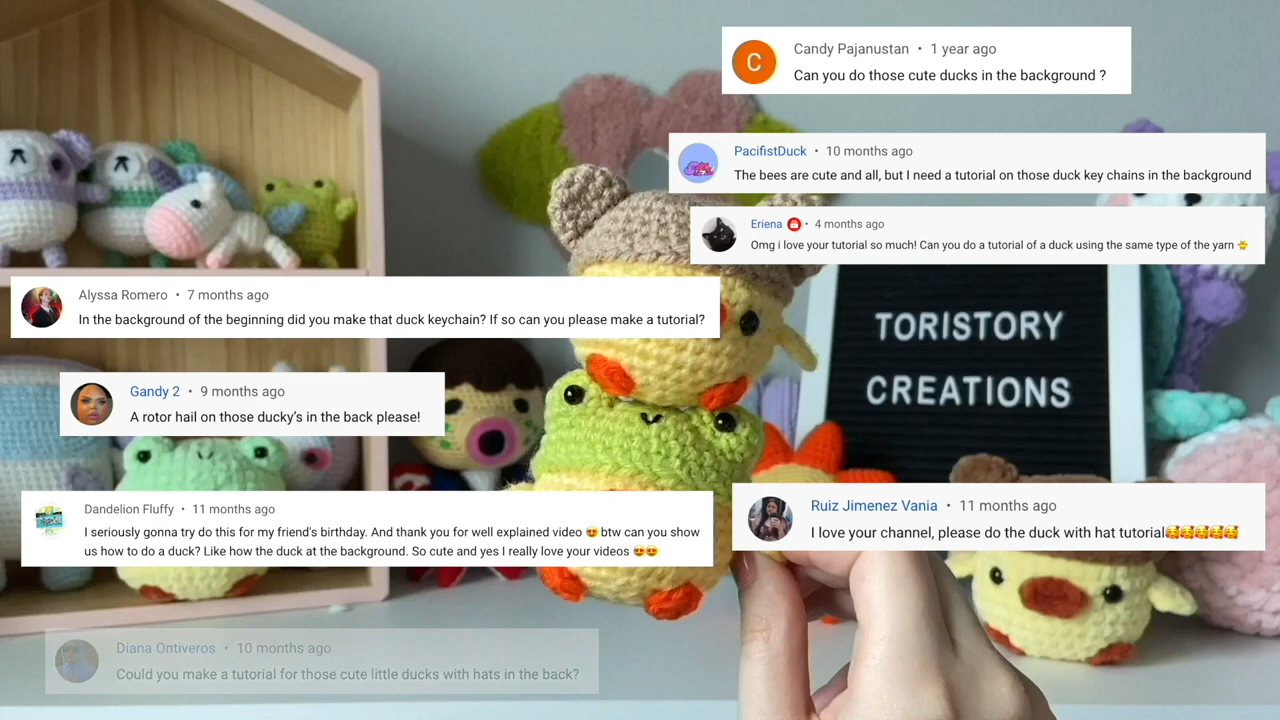 C
Candy Pajanustan • 1 year ago
Can you do those cute ducks in the background ?
PacifistDuck • 10 months ago
The bees are cute and all, but I need a tutorial on those duck key chains in the background
Eriena • 4 months ago
Omg i love your tutorial so much! Can you do a tutorial of a duck using the same type of the yarn 🐥
Alyssa Romero • 7 months ago
In the background of the beginning did you make that duck keychain? If so can you please make a tutorial?
TORISTORY
CREATIONS
Gandy 2 • 9 months ago
A rotor hail on those ducky's in the back please!
Dandelion Fluffy • 11 months ago
I seriously gonna try do this for my friend's birthday. And thank you for well explained video 😍 btw can you show
us how to do a duck? Like how the duck at the background. So cute and yes I really love your videos 😍😍
Ruiz Jimenez Vania • 11 months ago
I love your channel, please do the duck with hat tutorial🥰🥰🥰🥰🥰
Diana Ontiveros • 10 months ago
Could you make a tutorial for those cute little ducks with hats in the back?